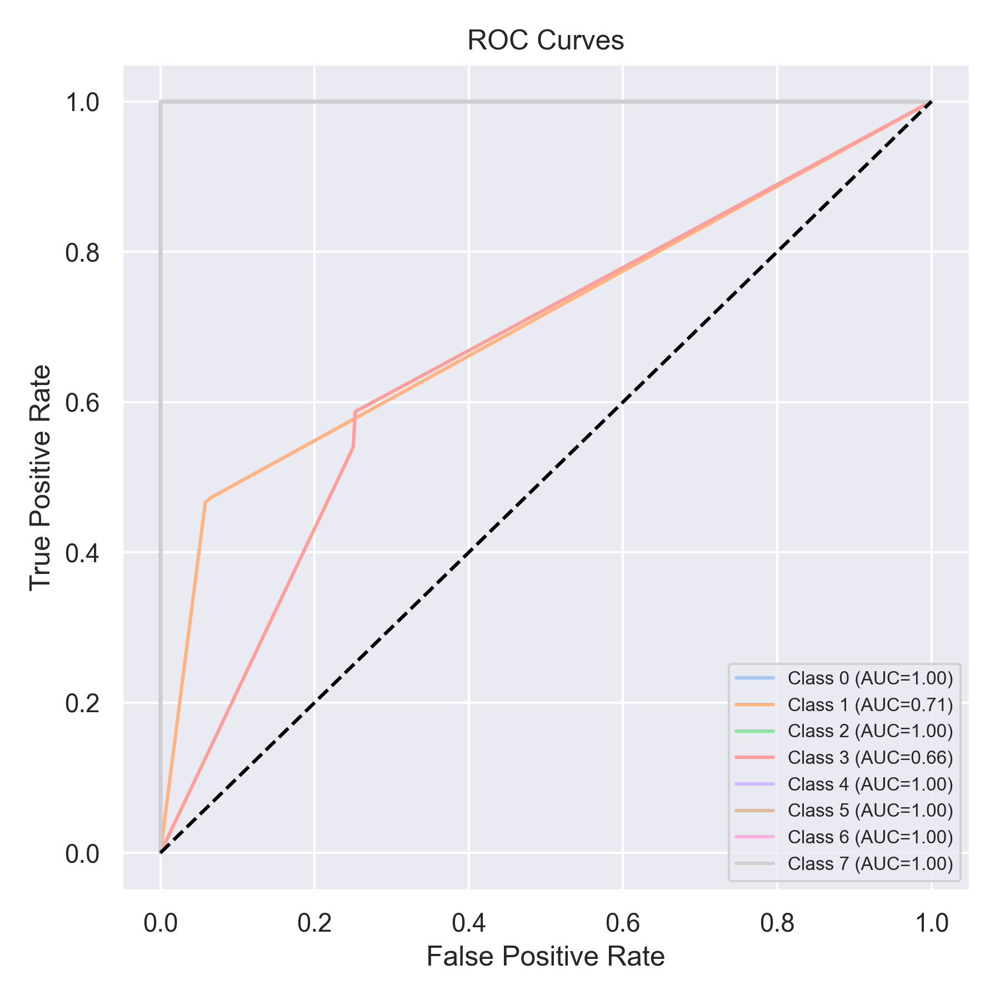 ROC Curves
1.0
0.8
0.6
0.4
0.2
0.0
True Positive Rate
Class 0 (AUC=1.00)
Class 1 (AUC=0.71)
Class 2 (AUC=1.00)
Class 3 (AUC=0.66)
Class 4 (AUC=1.00)
Class 5 (AUC=1.00)
Class 6 (AUC=1.00)
Class 7 (AUC=1.00)
0.0 0.2 0.4 0.6 0.8 1.0
False Positive Rate